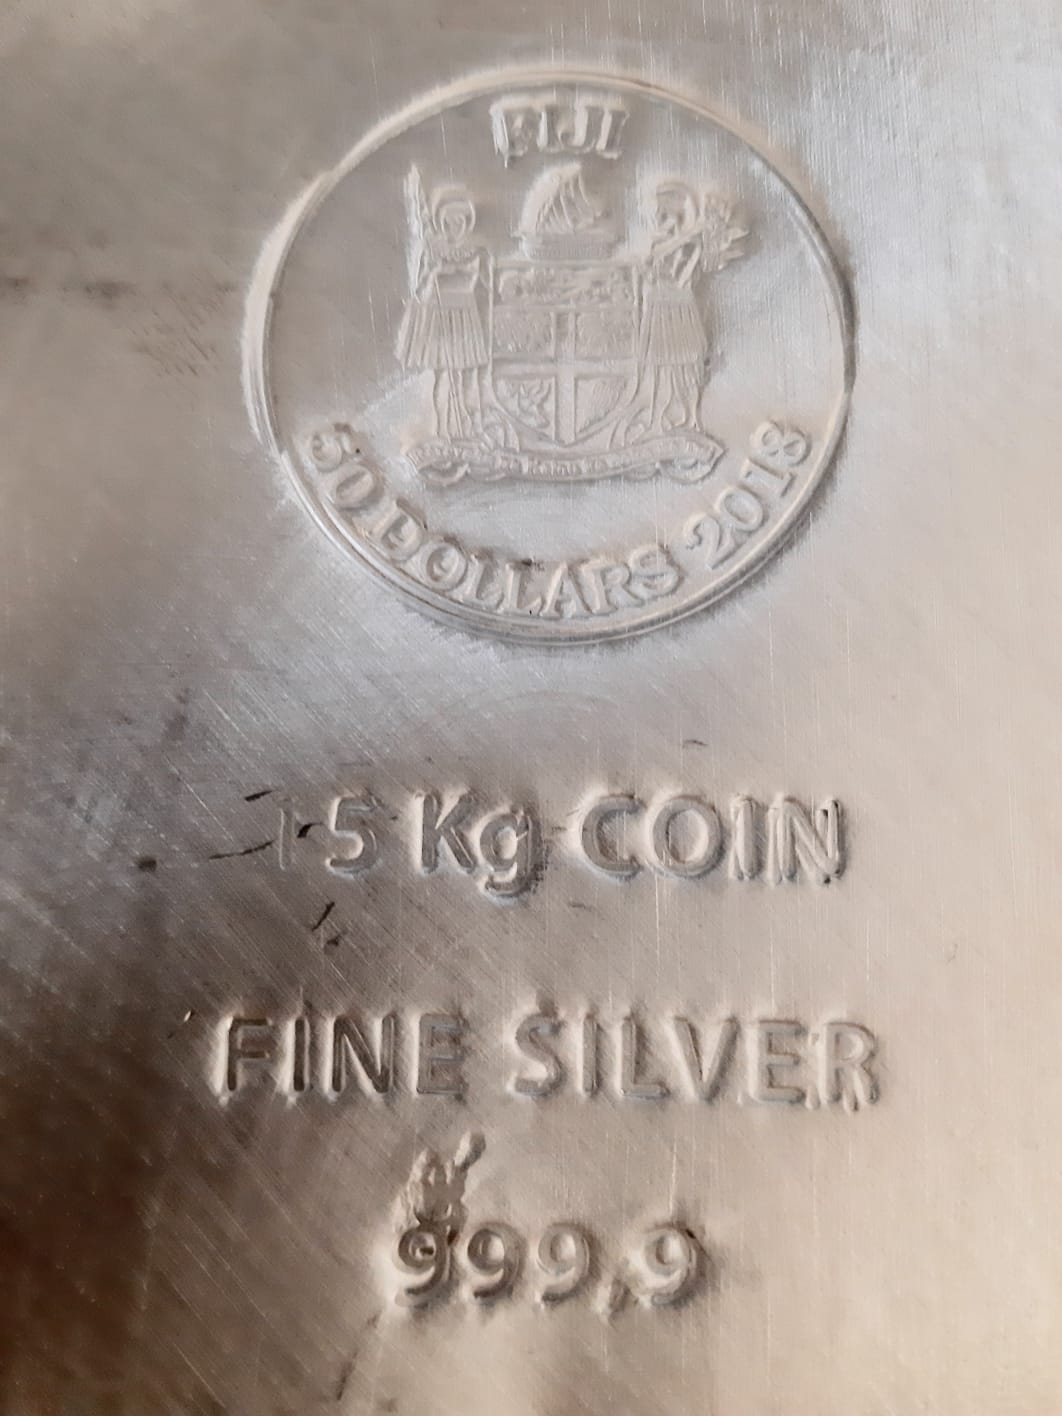 FIJI
50 DOLLARS 2018
15 Kg COIN
FINE SILVER
999,9